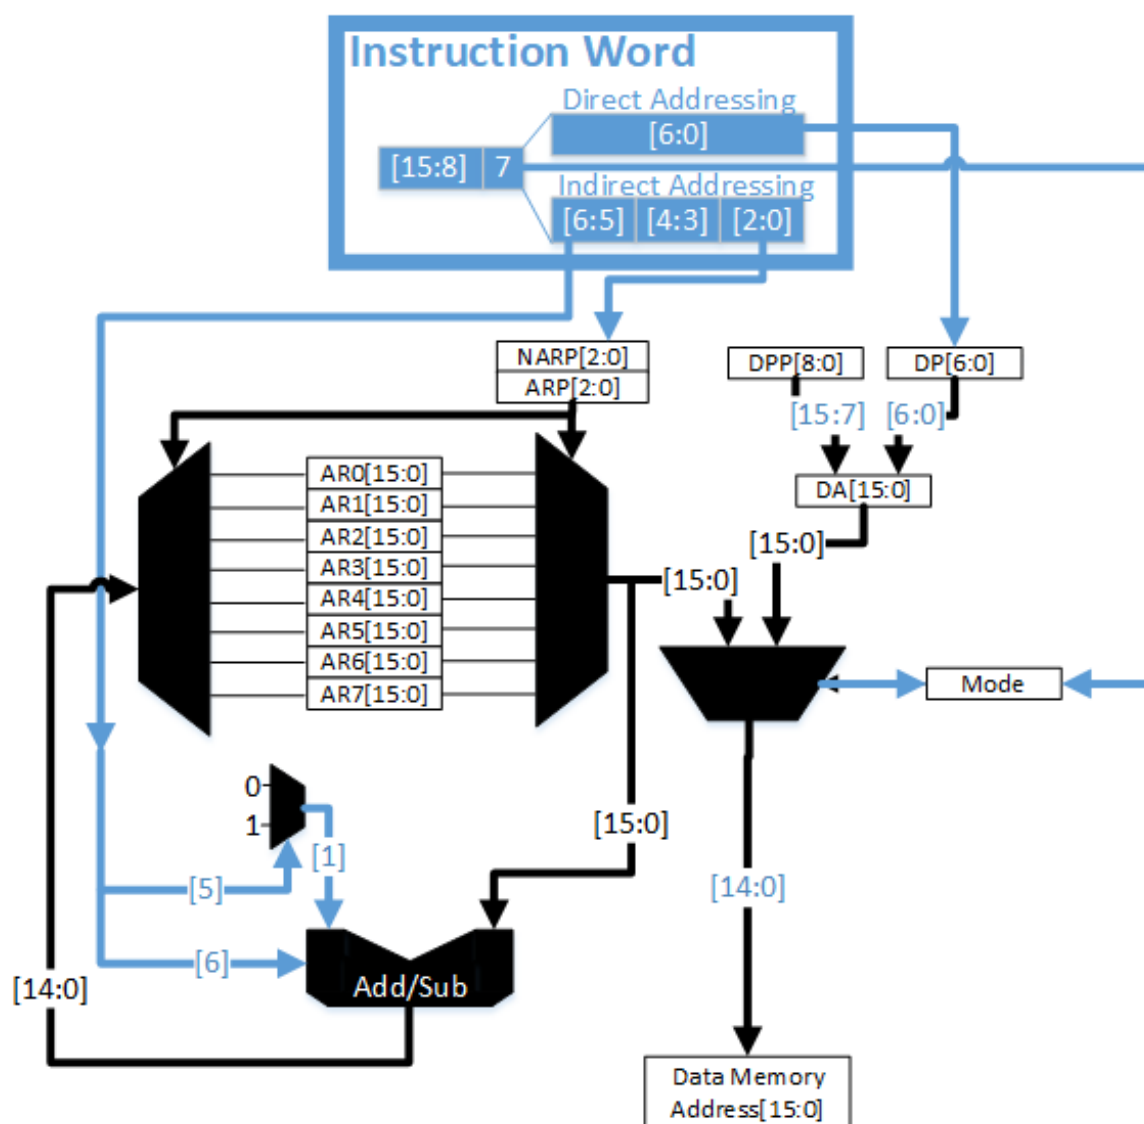 Instruction Word
Direct Addressing
[6:0]
[15:8] 7
Indirect Addressing
[6:5] [4:3] [2:0]
NARP[2:0]
ARP[2:0]
DPP[8:0] DP[6:0]
[15:7] [6:0]
DA[15:0]
AR0[15:0]
AR1[15:0]
AR2[15:0]
AR3[15:0]
AR4[15:0]
AR5[15:0]
AR6[15:0]
AR7[15:0]
[15:0]
[15:0]
Mode
0
1
[1]
[15:0]
[5]
[6]
[14:0]
Add/Sub
[14:0]
Data Memory
Address[15:0]